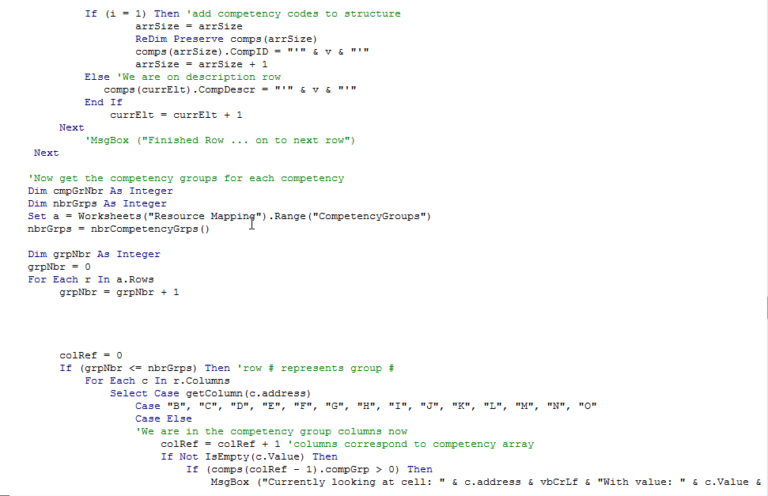 If (i = 1) Then 'add competency codes to structure
arrSize = arrSize
ReDim Preserve comps(arrSize)
comps(arrSize).CompID = "'" & v & "'"
arrSize = arrSize + 1
Else 'We are on description row
comps(currElt).CompDescr = "'" & v & "'"
End If
currElt = currElt + 1
Next
'MsgBox ("Finished Row ... on to next row")
Next
'Now get the competency groups for each competency
Dim cmpGrNbr As Integer
Dim nbrGrps As Integer
Set a = Worksheets("Resource Mapping").Range("CompetencyGroups")
nbrGrps = nbrCompetencyGrps()
Dim grpNbr As Integer
grpNbr = 0
For Each r In a.Rows
grpNbr = grpNbr + 1
colRef = 0
If (grpNbr <= nbrGrps) Then 'row # represents group #
For Each c In r.Columns
Select Case getColumn(c.address)
Case "B", "C", "D", "E", "F", "G", "H", "I", "J", "K", "L", "M", "N", "O"
Case Else
'We are in the competency group columns now
colRef = colRef + 1 'columns correspond to competency array
If Not IsEmpty(c.Value) Then
If (comps(colRef - 1).compGrp > 0) Then
MsgBox ("Currently looking at cell: " & c.address & vbCrLf & "With value: " & c.Value &